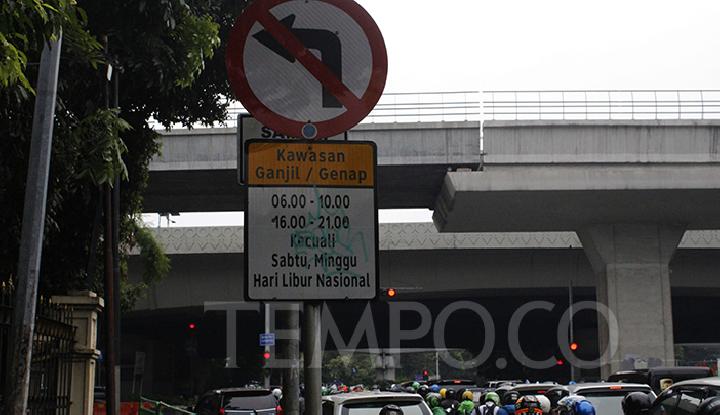 Kawasan
Ganjil / Genap
06.00 - 10.00
16.00 - 21.00
Kecuali
Sabtu, Minggu
Hari Libur Nasional
TEMPO.CO